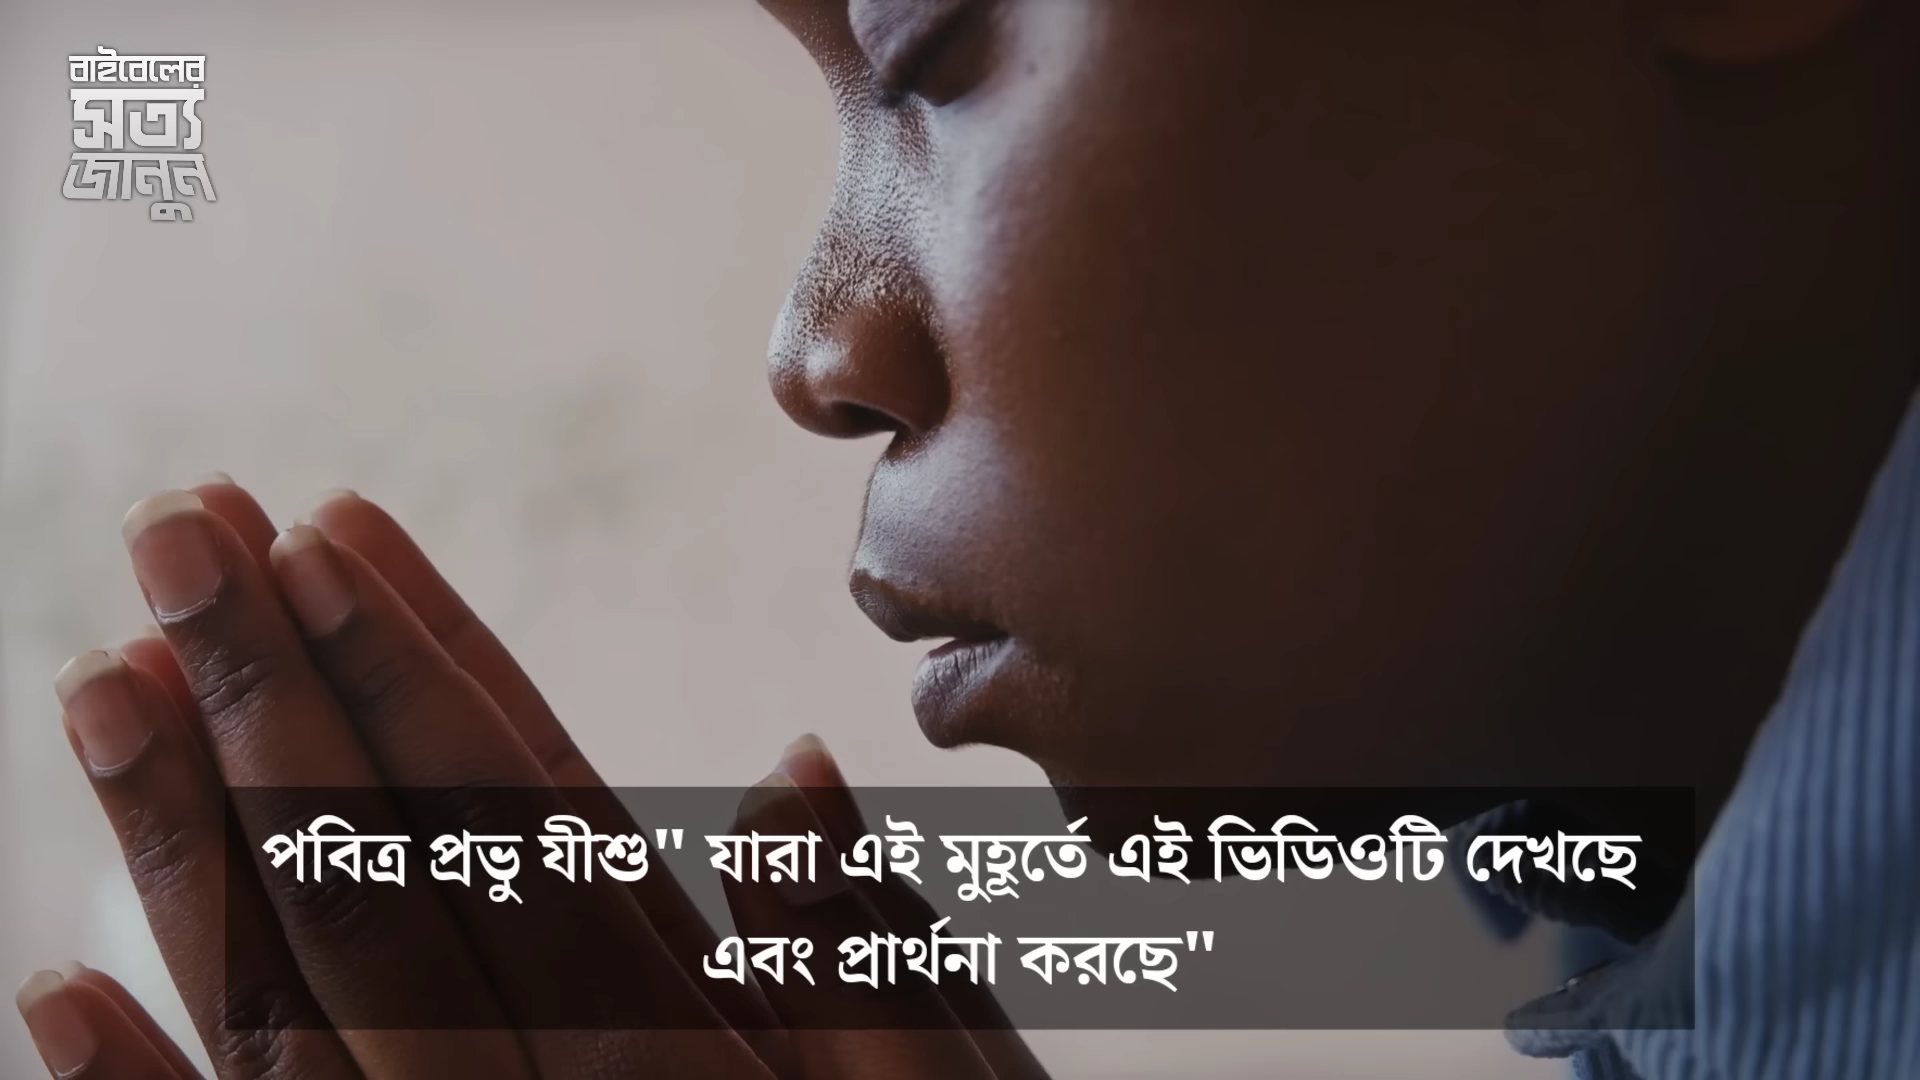 বাইবেলের
সত্য
জানুন
পবিত্র প্রভু যীশু" যারা এই মুহূর্তে এই ভিডিওটি দেখছে
এবং প্রার্থনা করছে"